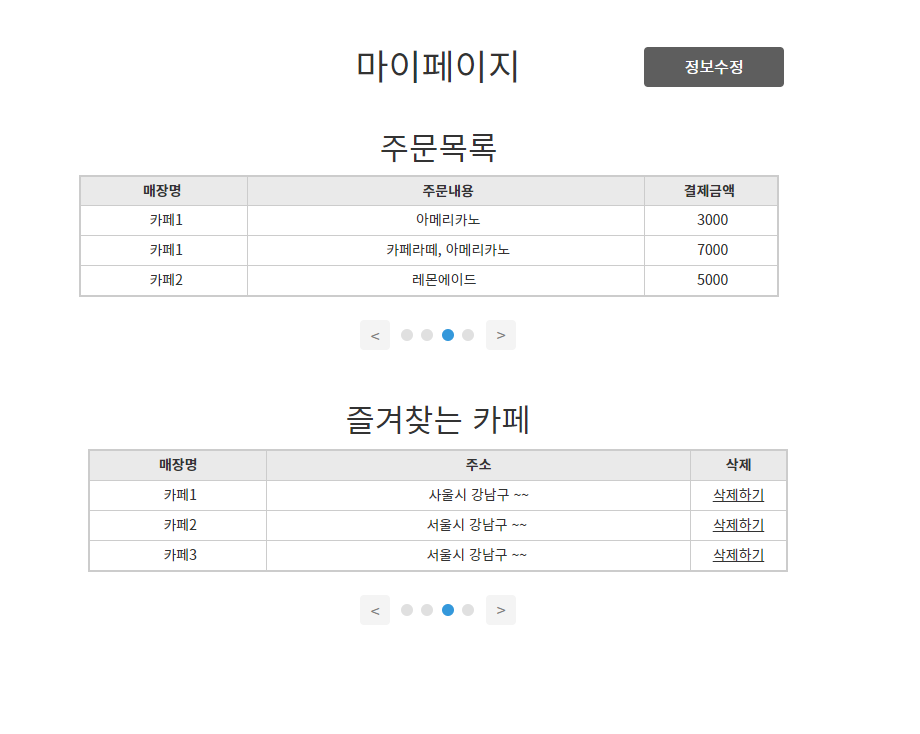 마이페이지
정보수정
주문목록
매장명 주문내용 결제금액
카페1 아메리카노 3000
카페1 카페라떼, 아메리카노 7000
카페2 레몬에이드 5000
< >
즐겨찾는 카페
매장명 주소 삭제
카페1 사울시 강남구 ~~ 삭제하기
카페2 서울시 강남구 ~~ 삭제하기
카페3 서울시 강남구 ~~ 삭제하기
< >